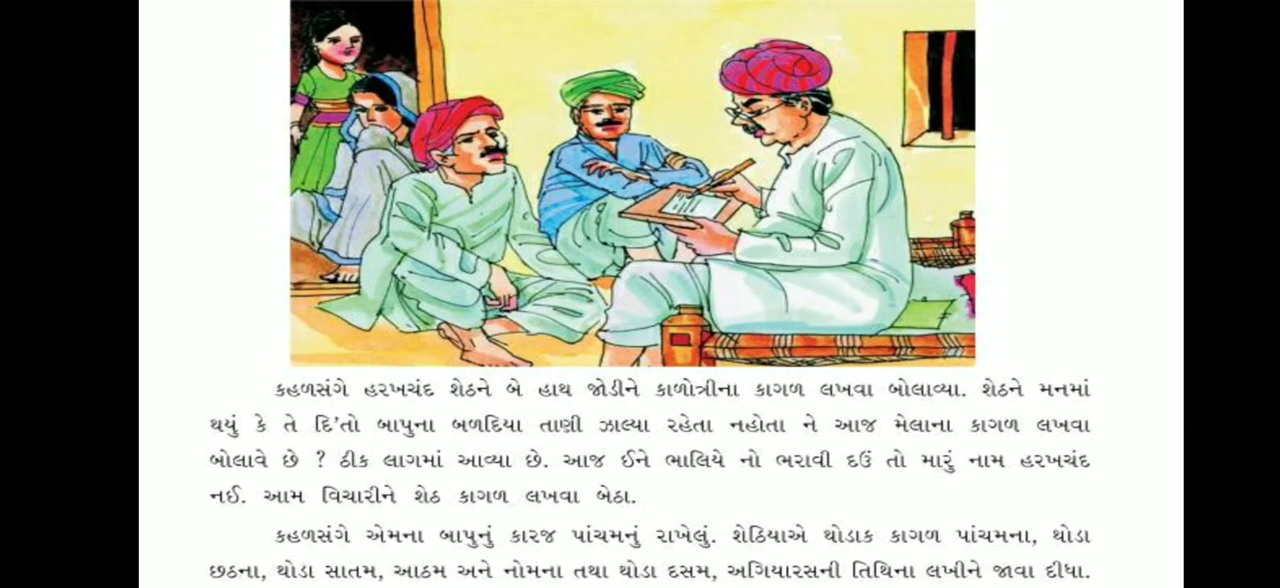 કહળસંગે હરખચંદ શેઠને બે હાથ જોડીને કાળોત્રીના કાગળ લખવા બોલાવ્યા. શેઠને મનમાં
થયું કે તે દિ'તો બાપુના બળદિયા તાણી ઝાલ્યા રહેતા નહોતા ને આજ મેલાના કાગળ લખવા
બોલાવે છે ? ઠીક લાગમાં આવ્યા છે. આજ ઈને ભાલિયે નો ભરાવી દઉં તો મારું નામ હરખચંદ
નઈ. આમ વિચારીને શેઠ કાગળ લખવા બેઠા.
કહળસંગે એમના બાપુનું કારજ પાંચમનું રાખેલું. શેઠિયાએ થોડાક કાગળ પાંચમના, થોડા
છઠના, થોડા સાતમ, આઠમ અને નોમના તથા થોડા દસમ, અગિયારસની તિથિના લખીને જાવા દીધા.